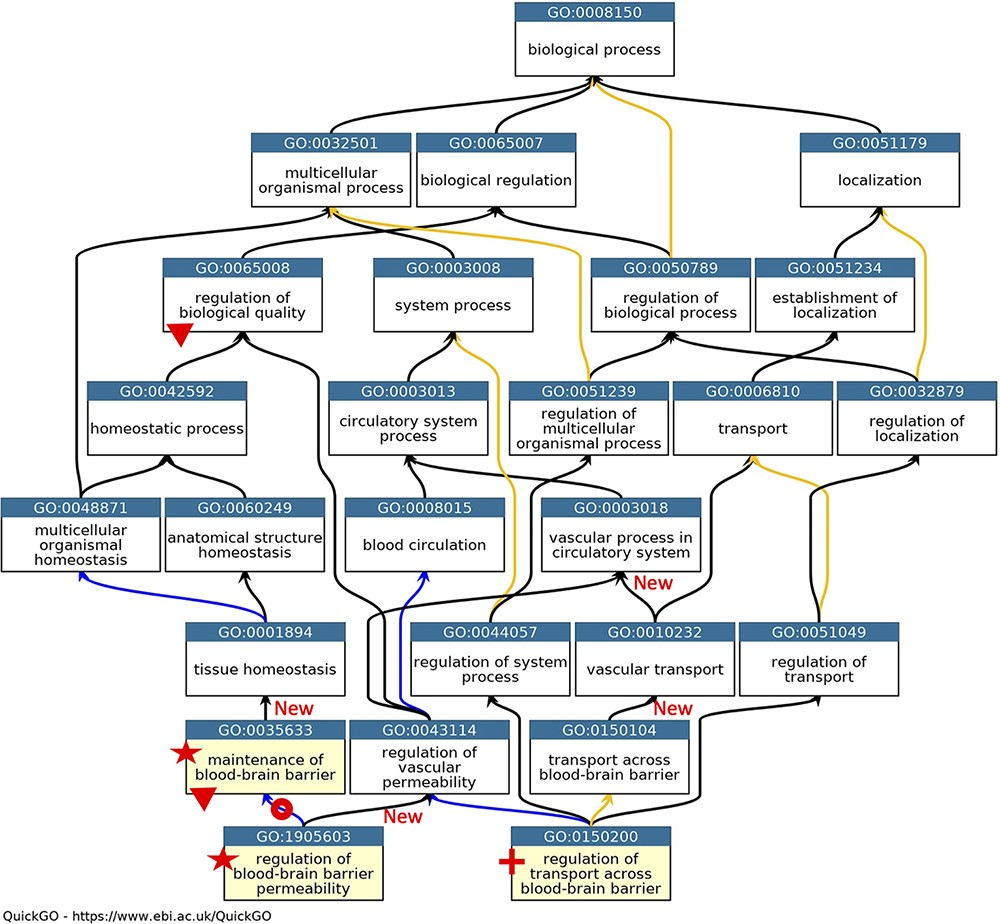 GO:0008150
biological process
GO:0032501
multicellular
organismal process
GO:0065007
biological regulation
GO:0051179
localization
GO:0065008
regulation of
biological quality
GO:0003008
system process
GO:0050789
regulation of
biological process
GO:0051234
establishment of
localization
GO:0042592
homeostatic process
GO:0003013
circulatory system
process
GO:0051239
regulation of
multicellular
organismal process
GO:0006810
transport
GO:0032879
regulation of
localization
GO:0048871
multicellular
organismal
homeostasis
GO:0060249
anatomical structure
homeostasis
GO:0008015
blood circulation
GO:0003018
vascular process in
circulatory system
New
GO:0001894
tissue homeostasis
GO:0044057
regulation of system
process
GO:0010232
vascular transport
GO:0051049
regulation of
transport
New
New
GO:0035633
maintenance of
blood-brain barrier
GO:0043114
regulation of
vascular
permeability
GO:0150104
transport across
blood-brain barrier
New
GO:1905603
regulation of
blood-brain barrier
permeability
GO:0150200
regulation of
transport across
blood-brain barrier
QuickGO - https://www.ebi.ac.uk/QuickGO